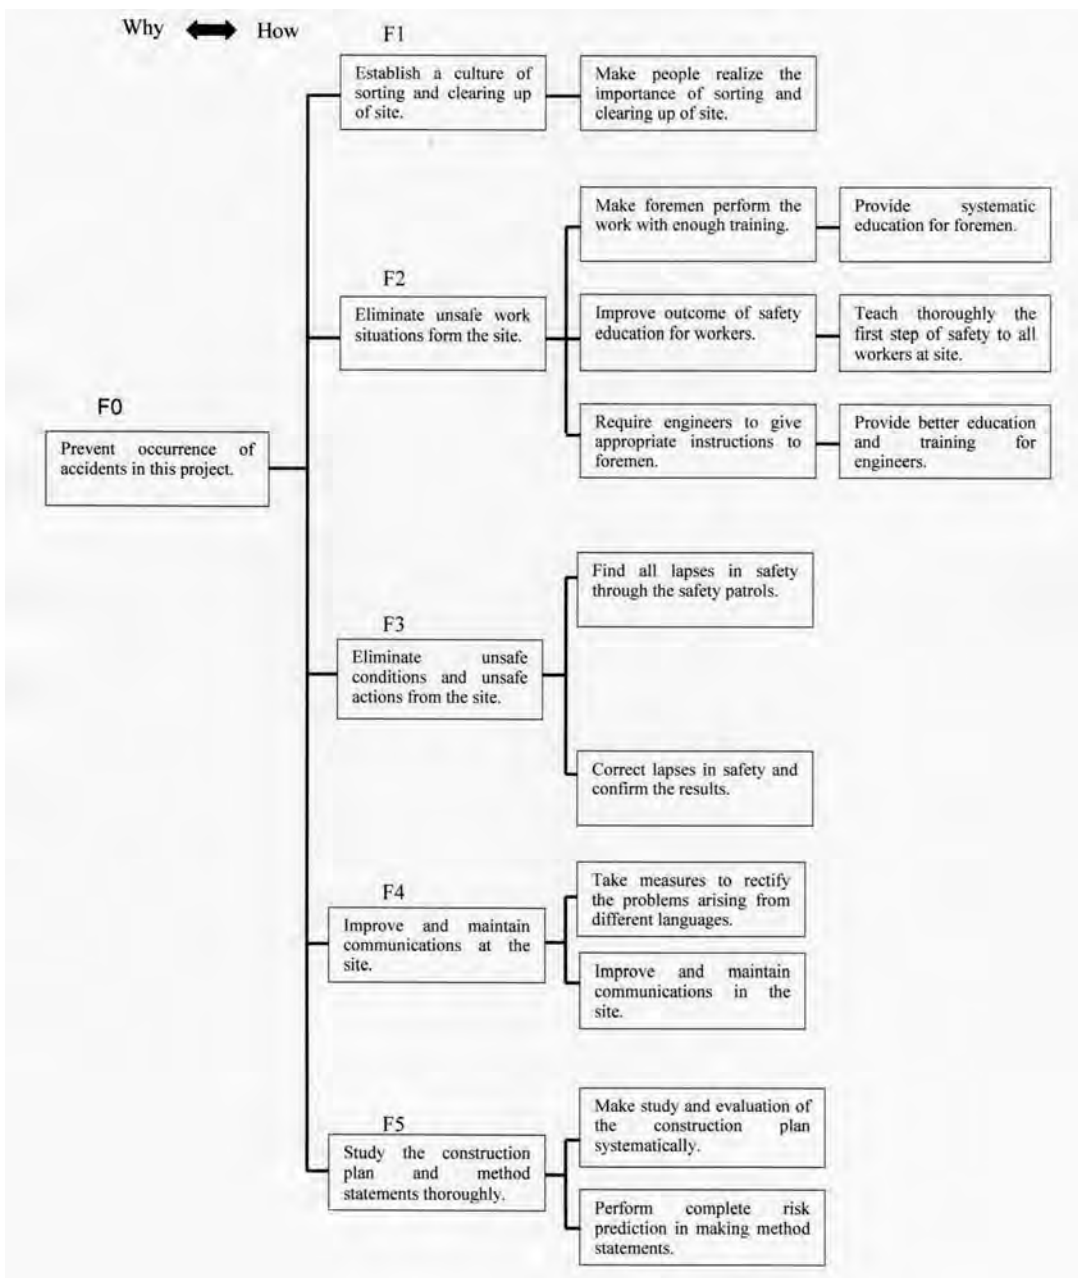 Why How
F1
Establish a culture of
sorting and clearing up
of site.
Make people realize the
importance of sorting and
clearing up of site.
F2
Eliminate unsafe work
situations form the site.
Make foremen perform the
work with enough training.
Provide systematic
education for foremen.
Improve outcome of safety
education for workers.
Teach thoroughly the
first step of safety to all
workers at site.
Require engineers to give
appropriate instructions to
foremen.
Provide better education
and training for
engineers.
F0
Prevent occurrence of
accidents in this project.
F3
Eliminate unsafe
conditions and unsafe
actions from the site.
Find all lapses in safety
through the safety patrols.
Correct lapses in safety and
confirm the results.
F4
Improve and maintain
communications at the
site.
Take measures to rectify
the problems arising from
different languages.
Improve and maintain
communications in the
site.
F5
Study the construction
plan and method
statements thoroughly.
Make study and evaluation of
the construction plan
systematically.
Perform complete risk
prediction in making method
statements.